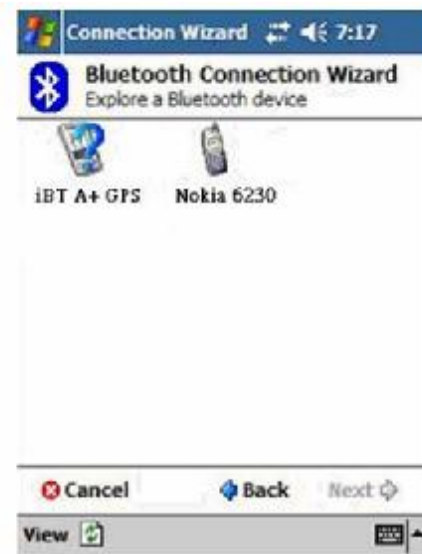 Connection Wizard 7:17
Bluetooth Connection Wizard
Explore a Bluetooth device
iBT A+ GPS Nokia 6230
Cancel Back Next
View